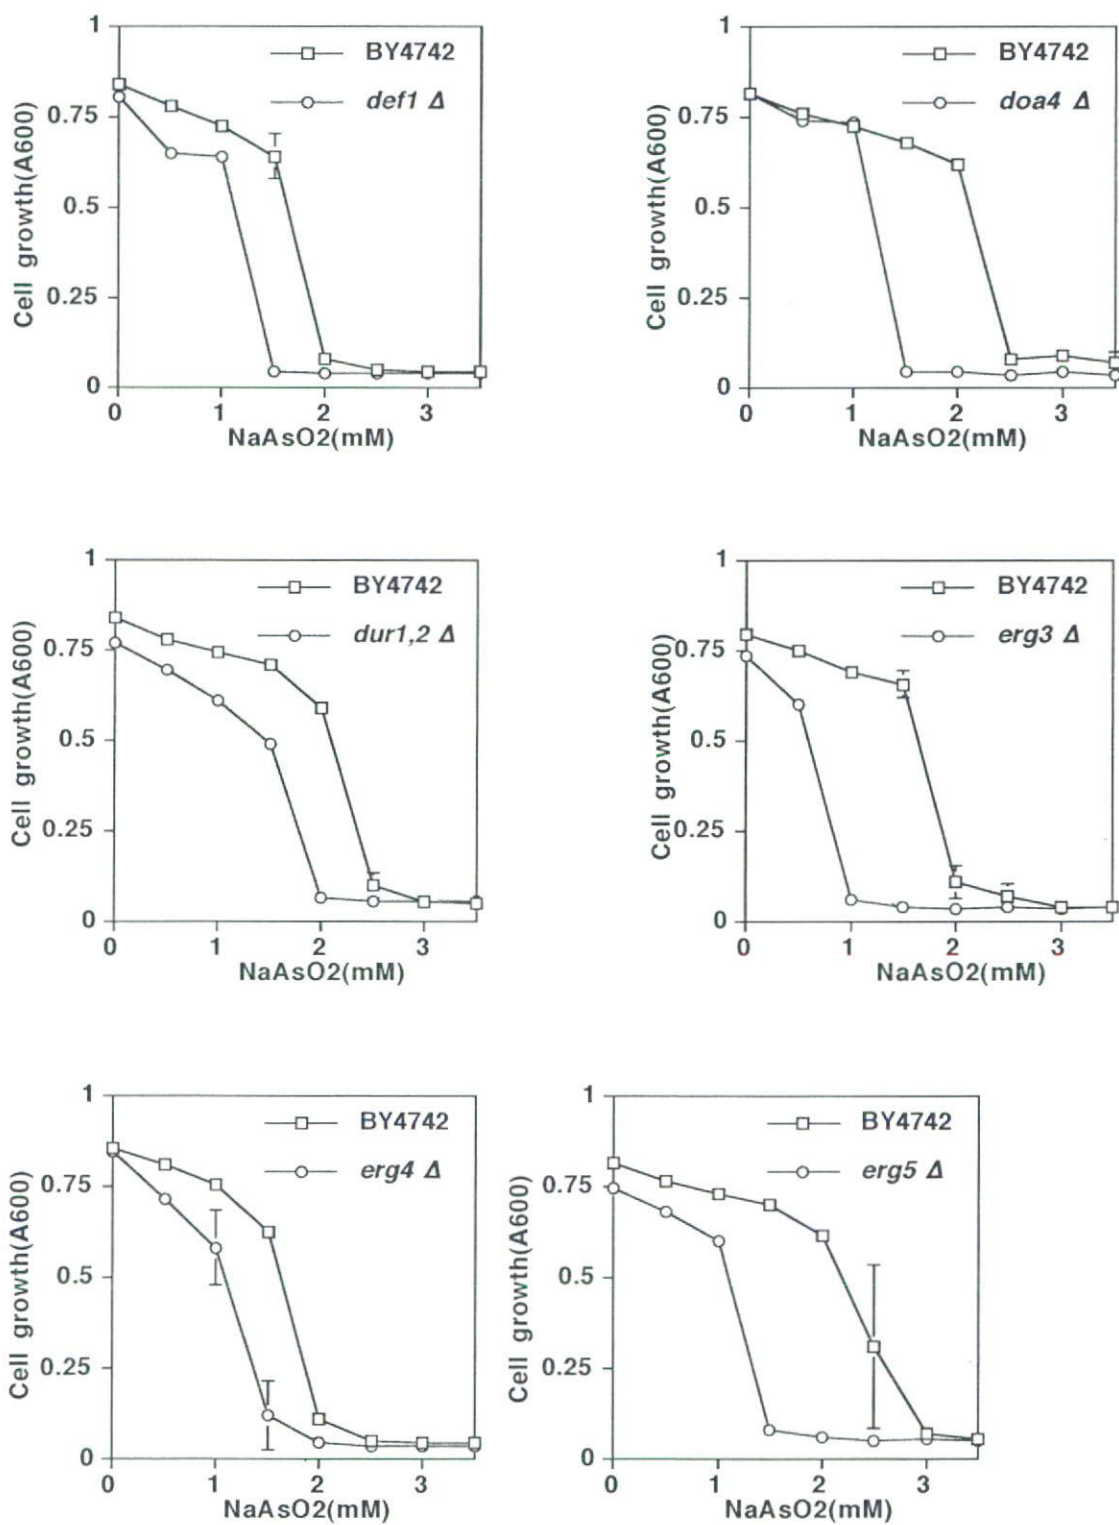 1
BY4742
def1 Δ
0.75
0.5
0.25
0
Cell growth(A600)
0 1 2 3
NaAsO2(mM)
1
BY4742
doa4 Δ
0.75
0.5
0.25
0
Cell growth(A600)
0 1 2 3
NaAsO2(mM)
1
BY4742
dur1,2 Δ
0.75
0.5
0.25
0
Cell growth(A600)
0 1 2 3
NaAsO2(mM)
1
BY4742
erg3 Δ
0.75
0.5
0.25
0
Cell growth(A600)
0 1 2 3
NaAsO2(mM)
1
BY4742
erg4 Δ
0.75
0.5
0.25
0
Cell growth(A600)
0 1 2 3
NaAsO2(mM)
1
BY4742
erg5 Δ
0.75
0.5
0.25
0
Cell growth(A600)
0 1 2 3
NaAsO2(mM)